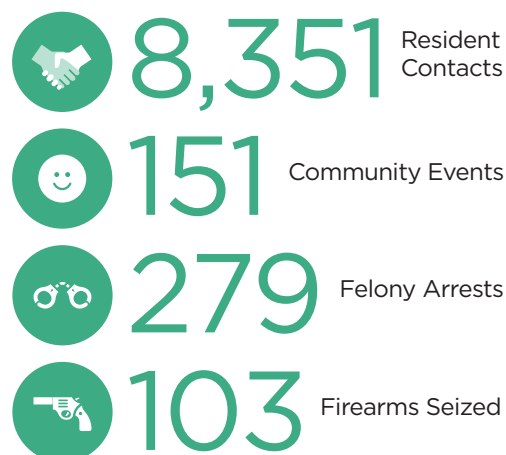 8,351 Resident
Contacts
151 Community Events
279 Felony Arrests
103 Firearms Seized